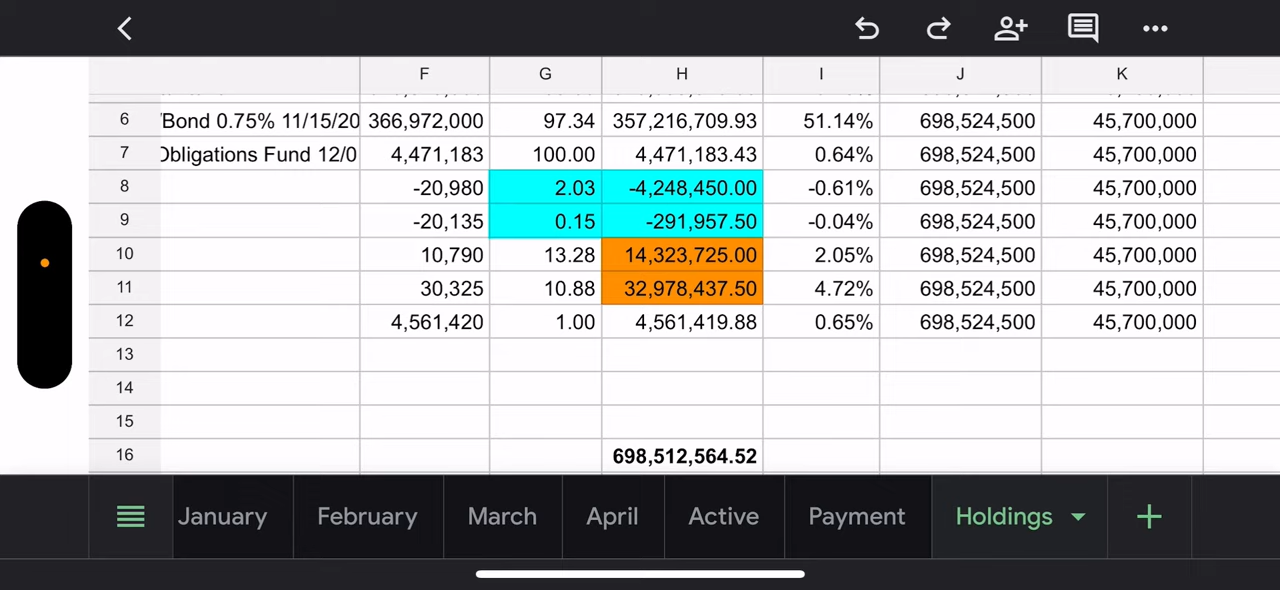 F G H I J K
6 Bond 0.75% 11/15/20 366,972,000 97.34 357,216,709.93 51.14% 698,524,500 45,700,000
7 Obligations Fund 12/0 4,471,183 100.00 4,471,183.43 0.64% 698,524,500 45,700,000
8 -20,980 2.03 -4,248,450.00 -0.61% 698,524,500 45,700,000
9 -20,135 0.15 -291,957.50 -0.04% 698,524,500 45,700,000
10 10,790 13.28 14,323,725.00 2.05% 698,524,500 45,700,000
11 30,325 10.88 32,978,437.50 4.72% 698,524,500 45,700,000
12 4,561,420 1.00 4,561,419.88 0.65% 698,524,500 45,700,000
13
14
15
16 698,512,564.52
January February March April Active Payment Holdings